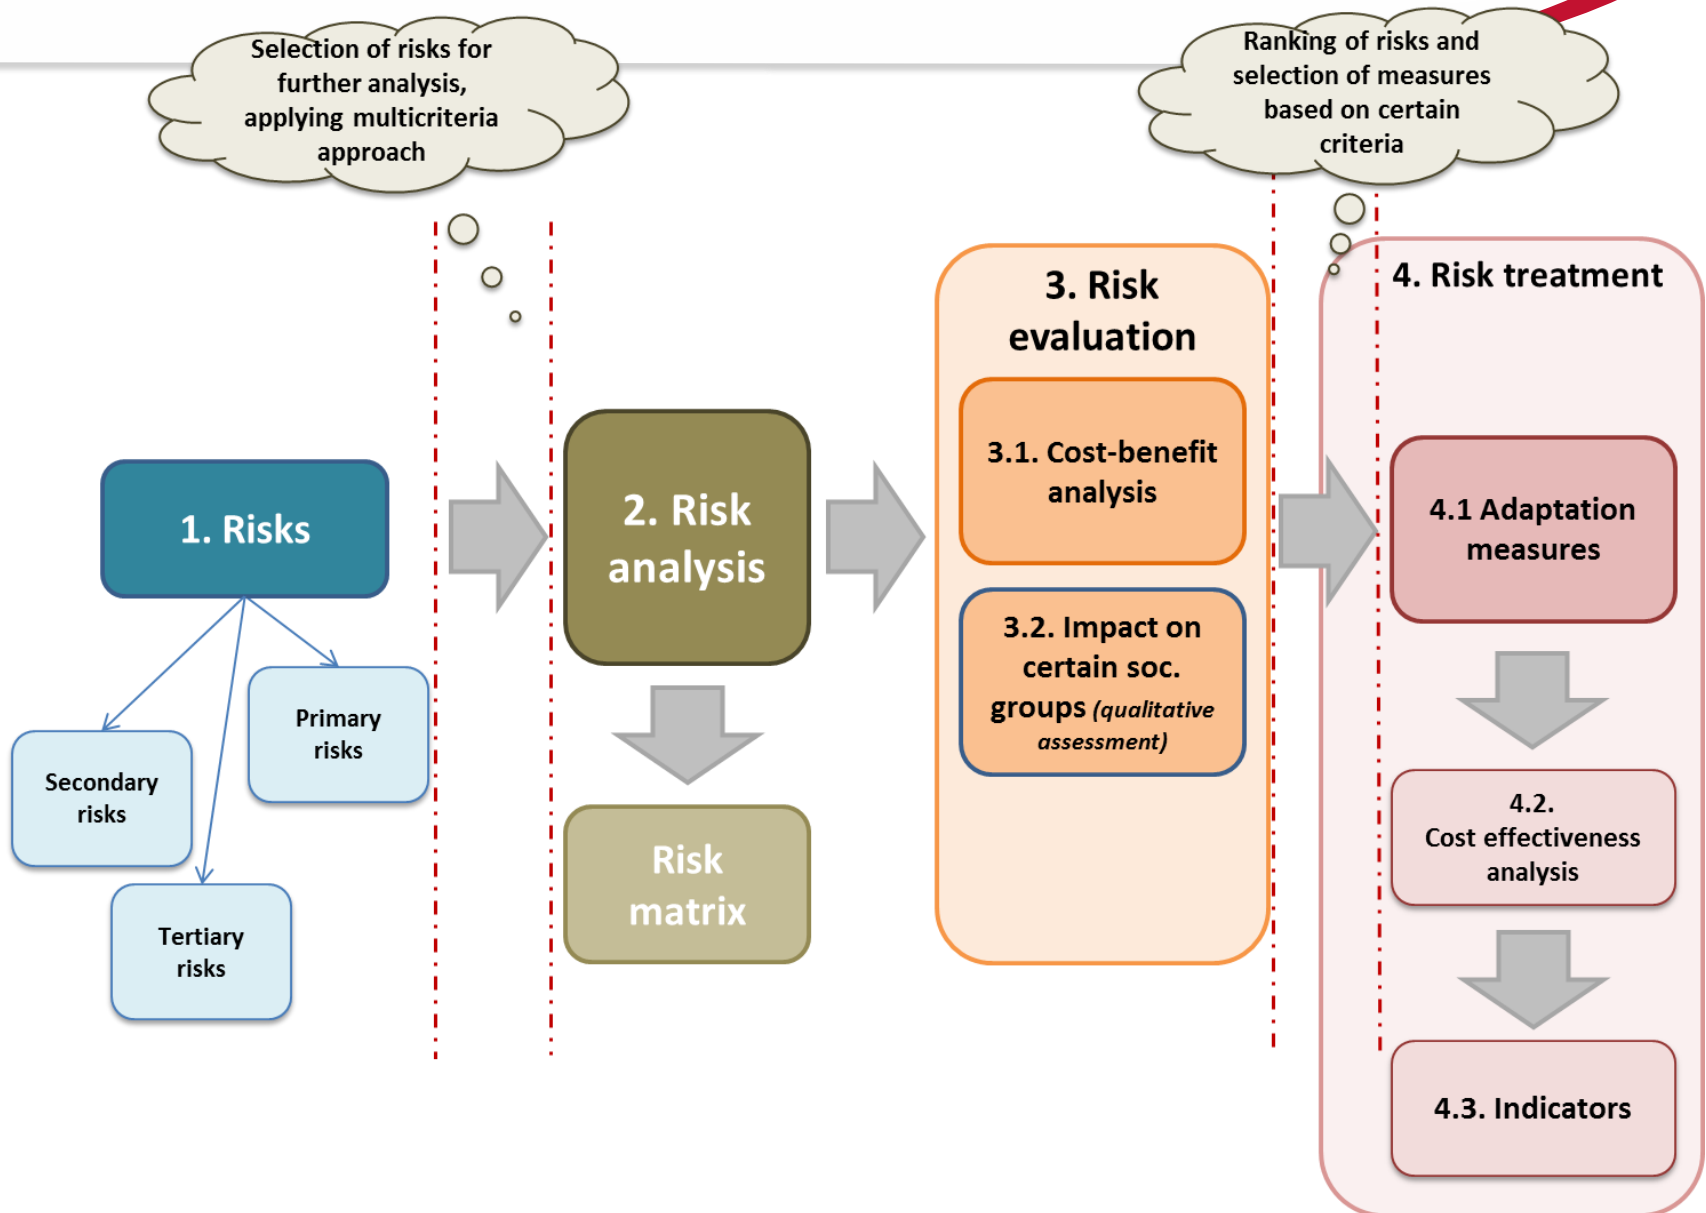 Selection of risks for
further analysis,
applying multicriteria
approach
Ranking of risks and
selection of measures
based on certain
criteria
1. Risks
Primary
risks
Secondary
risks
Tertiary
risks
2. Risk
analysis
Risk
matrix
3. Risk
evaluation
3.1. Cost-benefit
analysis
3.2. Impact on
certain soc.
groups (qualitative
assessment)
4. Risk treatment
4.1 Adaptation
measures
4.2.
Cost effectiveness
analysis
4.3. Indicators